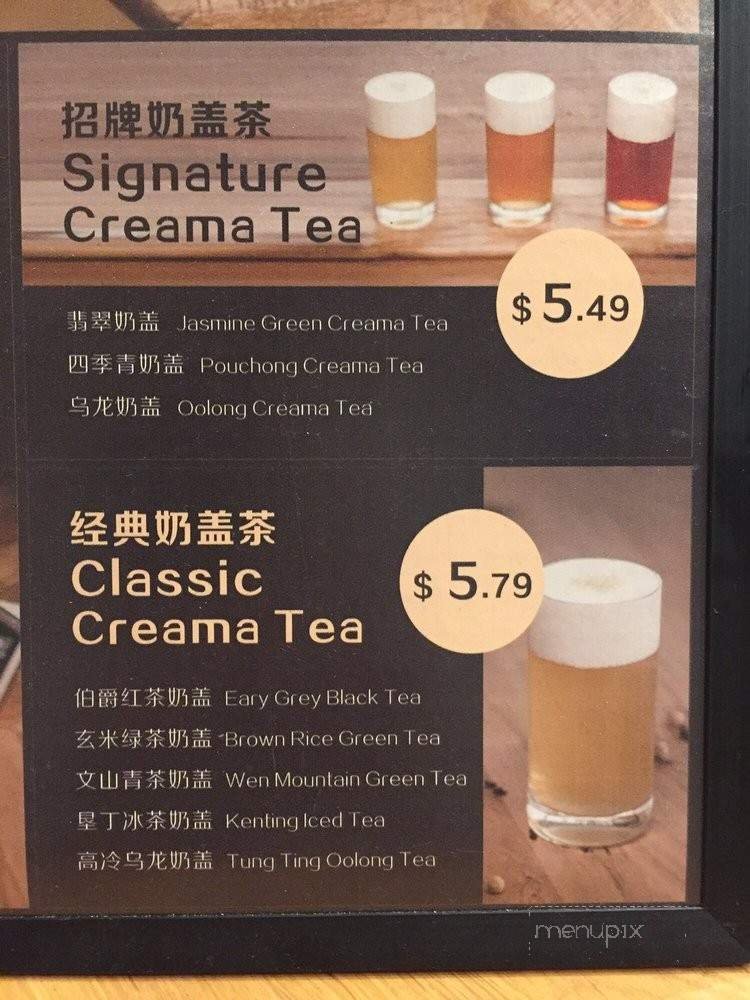 招牌奶盖茶
Signature
Creama Tea
$ 5.49
翡翠奶盖 Jasmine Green Creama Tea
四季青奶盖 Pouchong Creama Tea
乌龙奶盖 Oolong Creama Tea
经典奶盖茶
Classic
Creama Tea
$ 5.79
伯爵红茶奶盖 Eary Grey Black Tea
玄米绿茶奶盖 Brown Rice Green Tea
文山青茶奶盖 Wen Mountain Green Tea
垦丁冰茶奶盖 Kenting Iced Tea
高冷乌龙奶盖 Tung Ting Oolong Tea
menupix